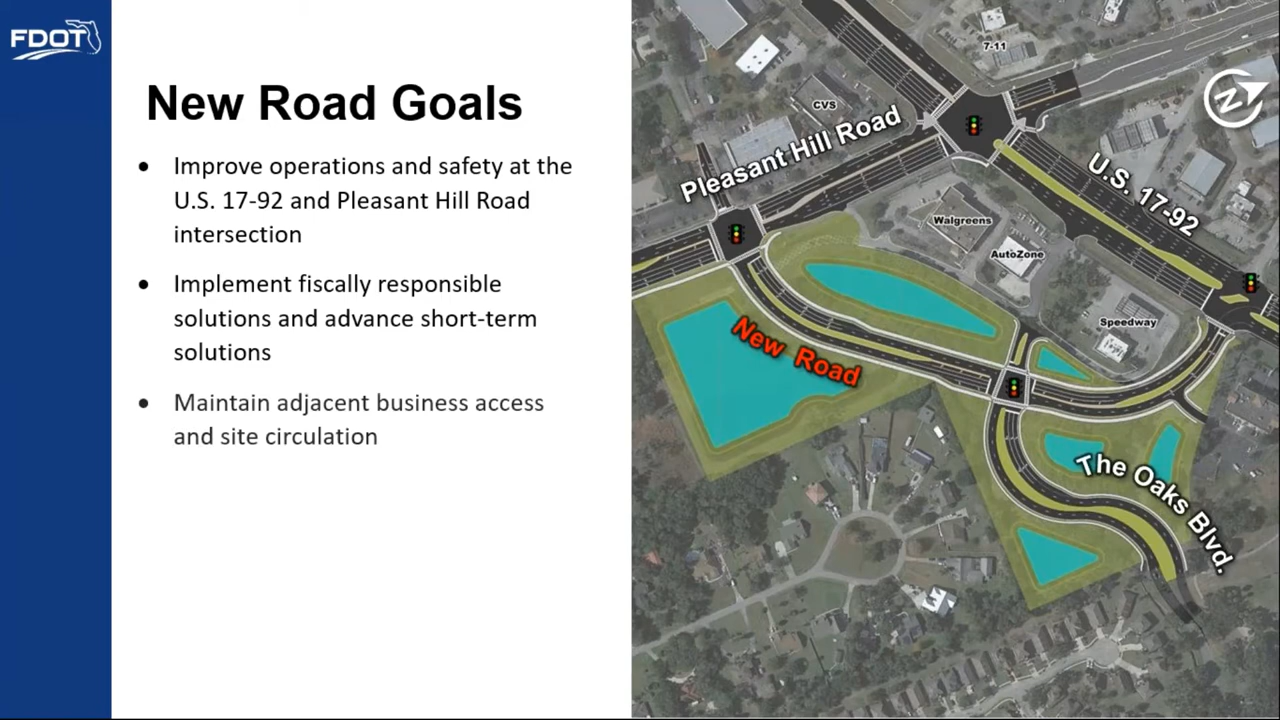 FDOT
New Road Goals
• Improve operations and safety at the
U.S. 17-92 and Pleasant Hill Road
intersection
• Implement fiscally responsible
solutions and advance short-term
solutions
• Maintain adjacent business access
and site circulation
7-11
CVS
Pleasant Hill Road
U.S. 17-92
Walgreens
AutoZone
Speedway
New Road
The Oaks Blvd.
N